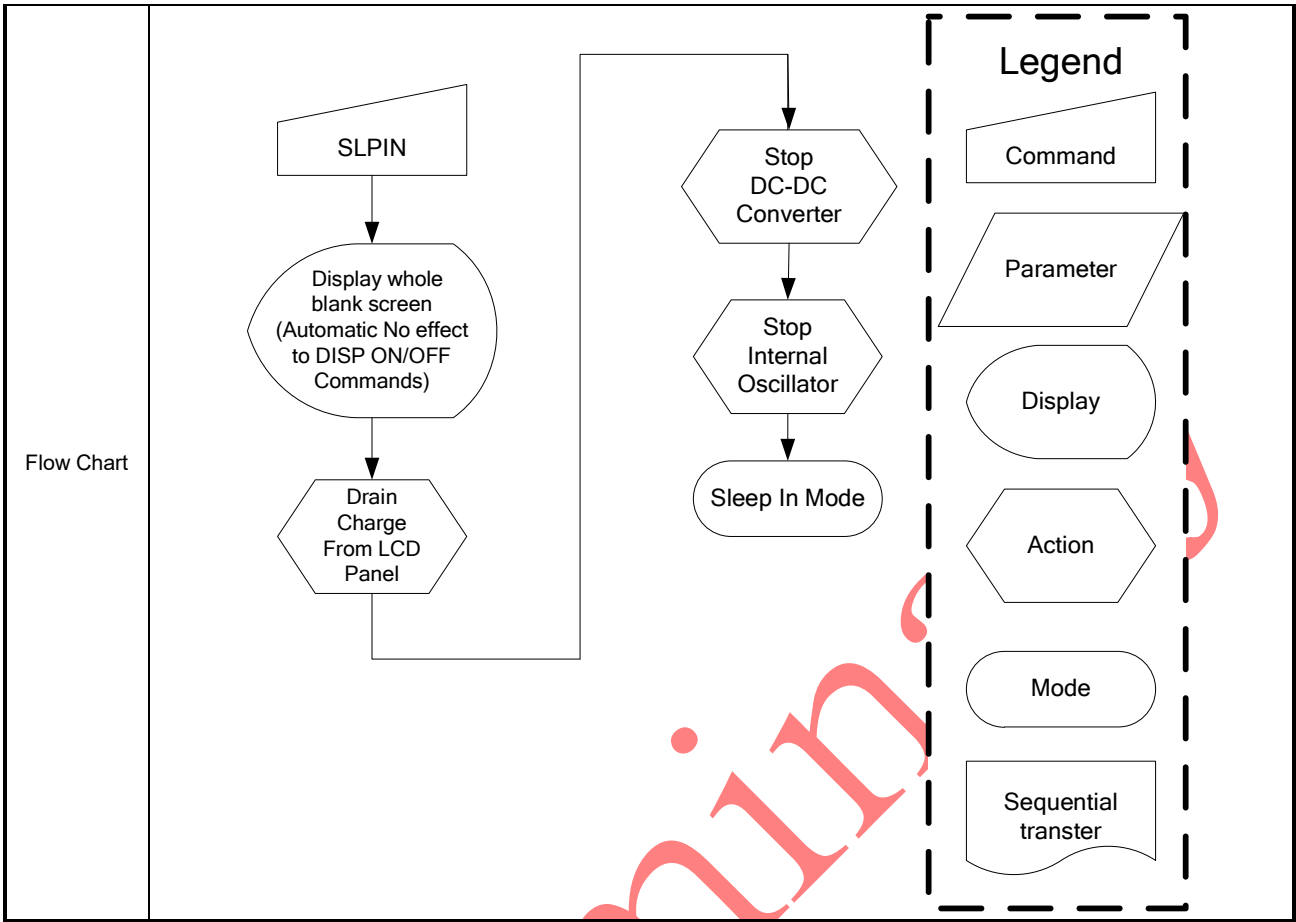 Flow Chart
SLPIN
Display whole
blank screen
(Automatic No effect
to DISP ON/OFF
Commands)
Drain
Charge
From LCD
Panel
Stop
DC-DC
Converter
Stop
Internal
Oscillator
Sleep In Mode
Legend
Command
Parameter
Display
Action
Mode
Sequential
transter